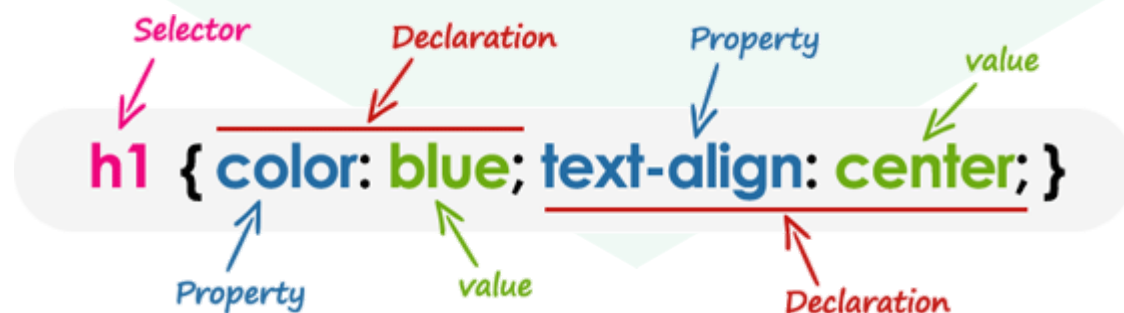 Selector
Declaration
Property
value
h1 { color: blue; text-align: center; }
Property
value
Declaration